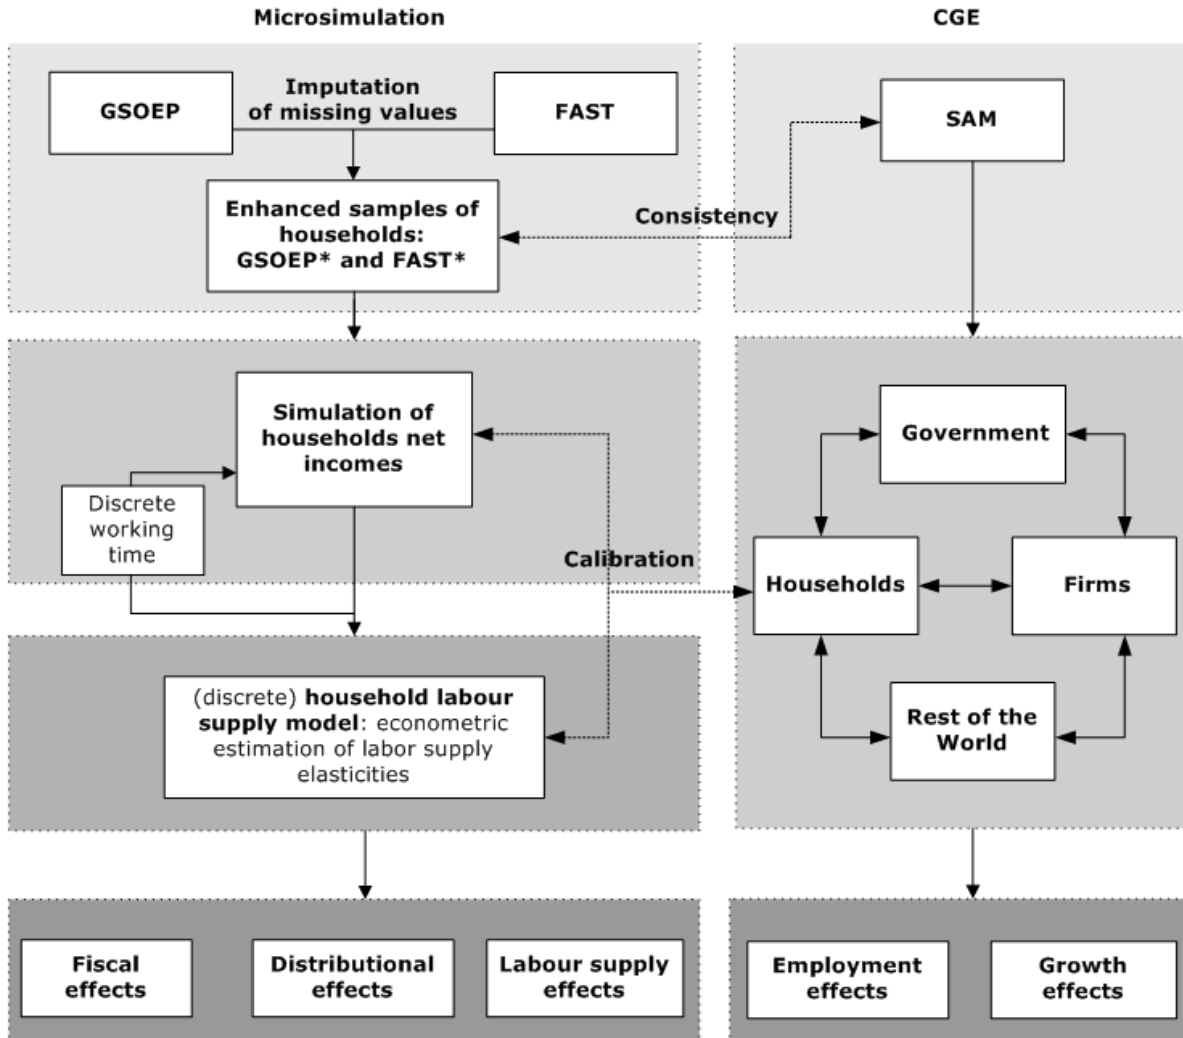 Microsimulation
CGE
GSOEP
Imputation
of missing values
FAST
SAM
Enhanced samples of
households:
GSOEP* and FAST*
Consistency
Simulation of
households net
incomes
Discrete
working
time
Calibration
Government
Households
Firms
Rest of the
World
(discrete) household labour
supply model: econometric
estimation of labor supply
elasticities
Fiscal
effects
Distributional
effects
Labour supply
effects
Employment
effects
Growth
effects